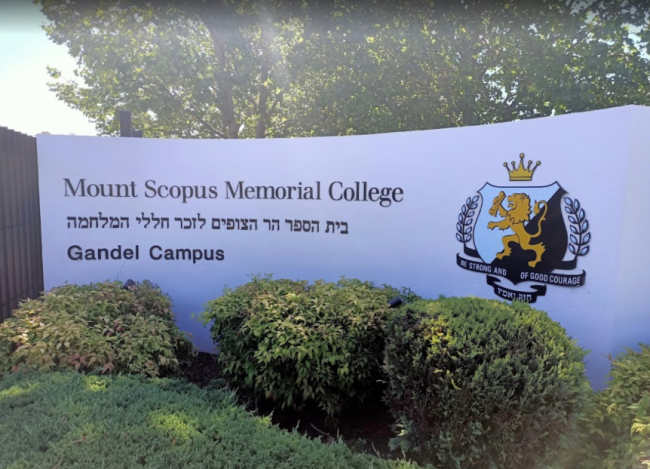 Mount Scopus Memorial College
בית הספר הר הצופים לזכר חללי המלחמה
Gandel Campus
BE STRONG AND OF GOOD COURAGE
חזק ואמץ